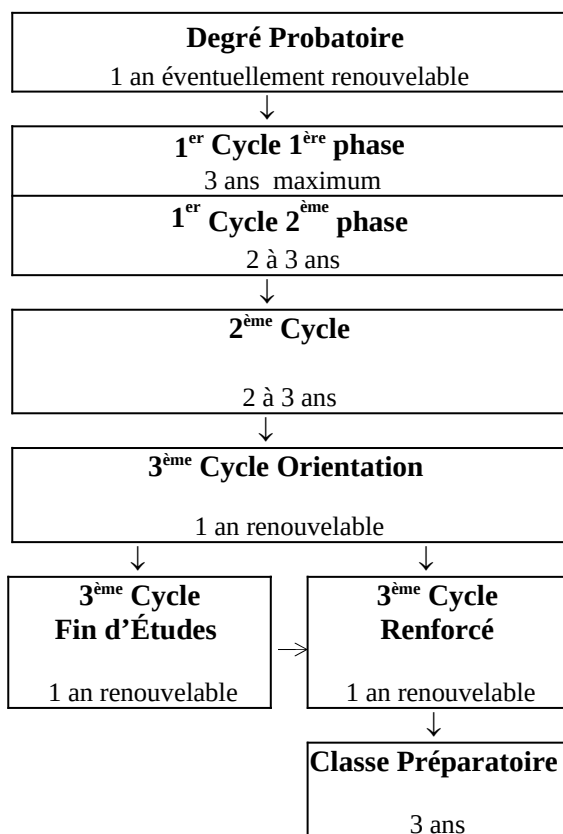 Degré Probatoire
1 an éventuellement renouvelable
1er Cycle 1ère phase
3 ans maximum
1er Cycle 2ème phase
2 à 3 ans
2ème Cycle
2 à 3 ans
3ème Cycle Orientation
1 an renouvelable
3ème Cycle
Fin d’Études
1 an renouvelable
3ème Cycle
Renforcé
1 an renouvelable
Classe Préparatoire
3 ans